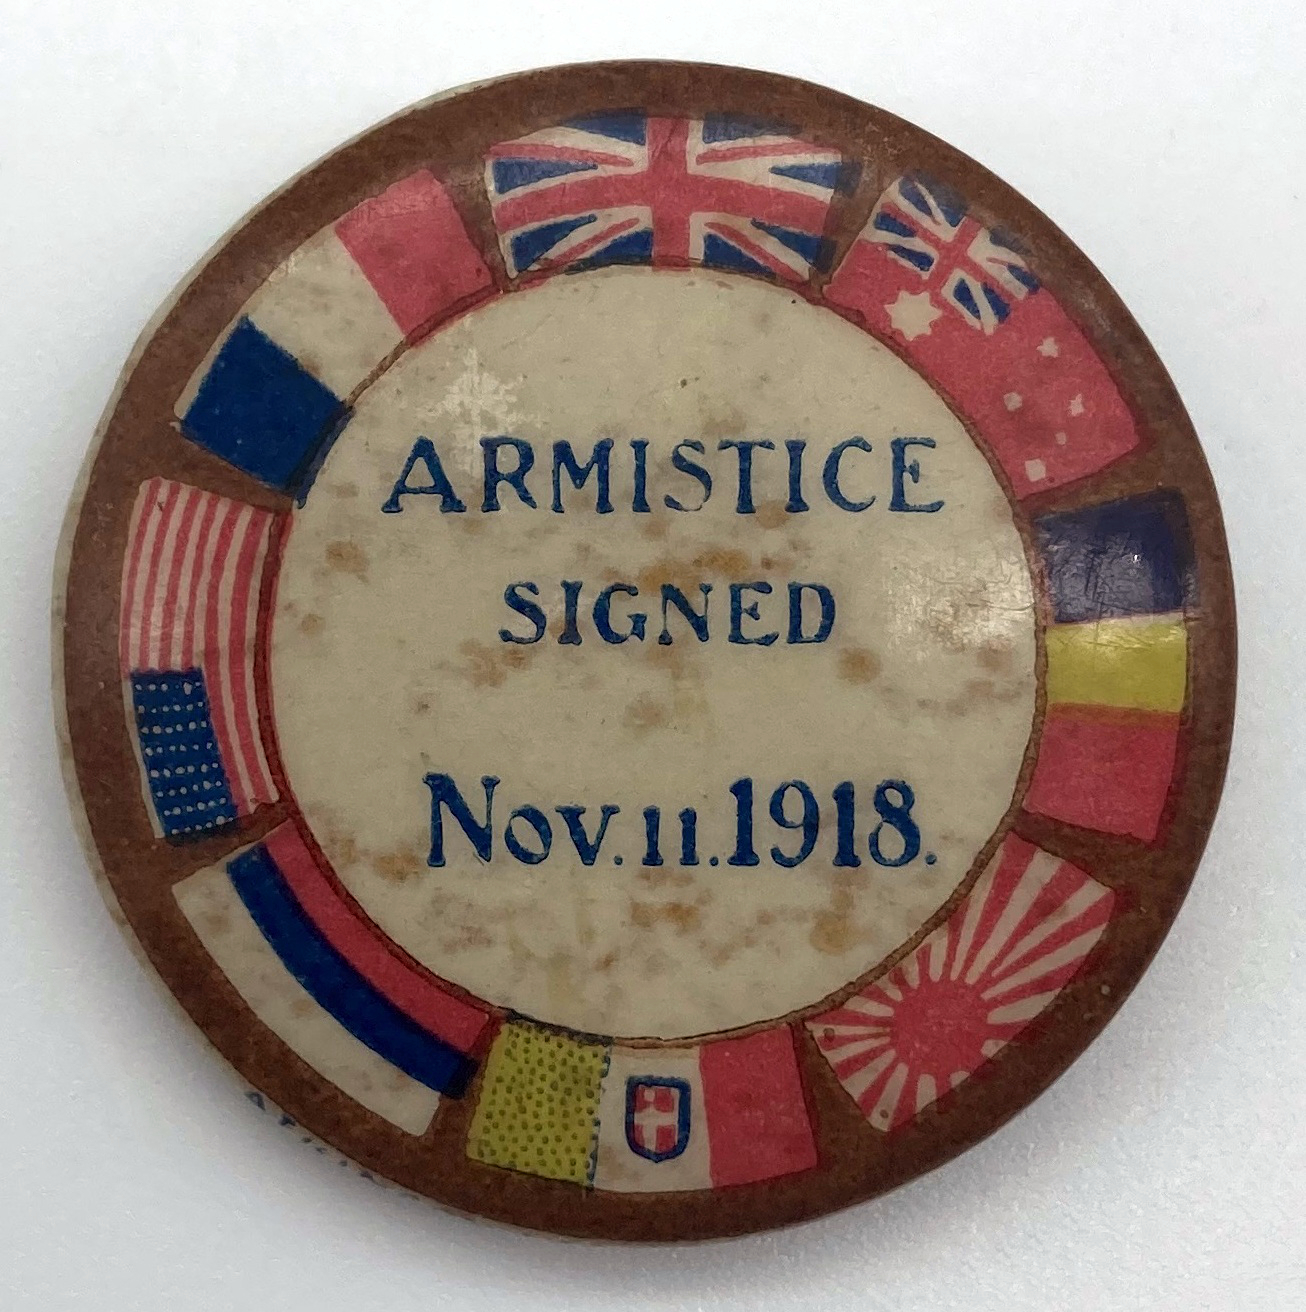 ARMISTICE
SIGNED
Nov. 11. 1918.